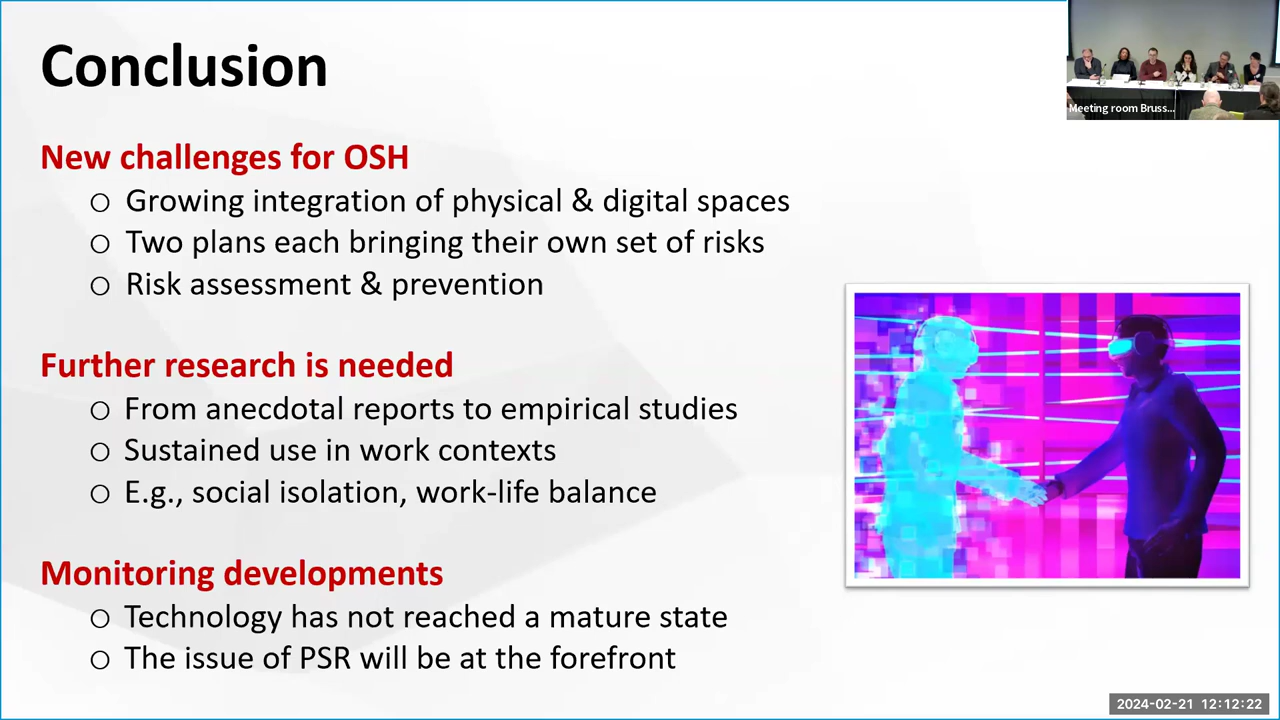 Conclusion
Meeting room Bruss...
New challenges for OSH
Growing integration of physical & digital spaces
Two plans each bringing their own set of risks
Risk assessment & prevention
Further research is needed
From anecdotal reports to empirical studies
Sustained use in work contexts
E.g., social isolation, work-life balance
Monitoring developments
Technology has not reached a mature state
The issue of PSR will be at the forefront
2024-02-21 12:12:22